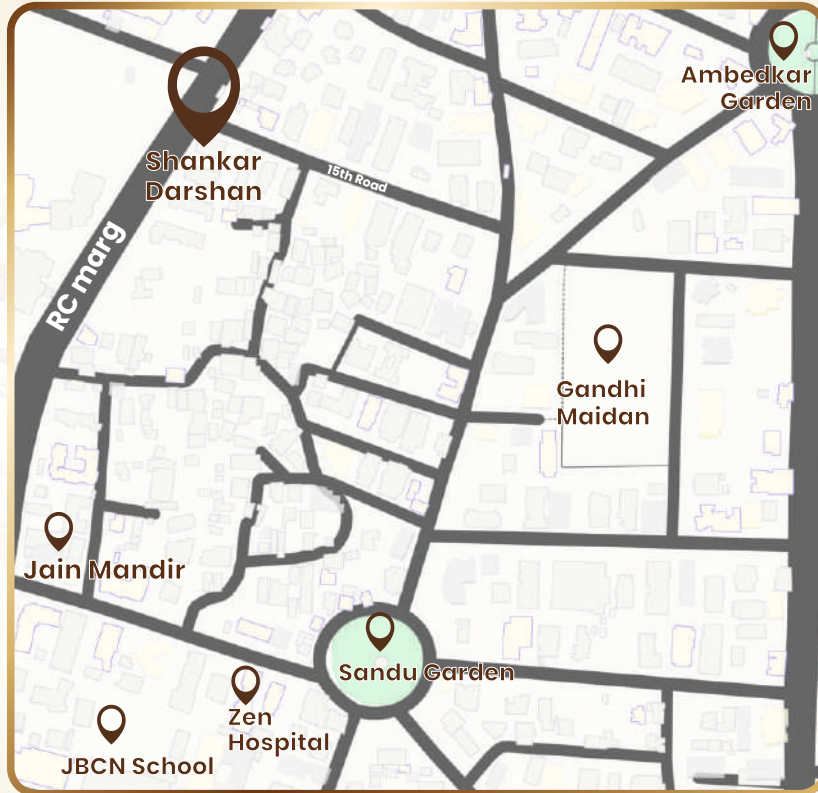 Ambedkar
Garden
Shankar
Darshan
15th Road
RC marg
Gandhi
Maidan
Jain Mandir
Sandu Garden
Zen
Hospital
JBCN School